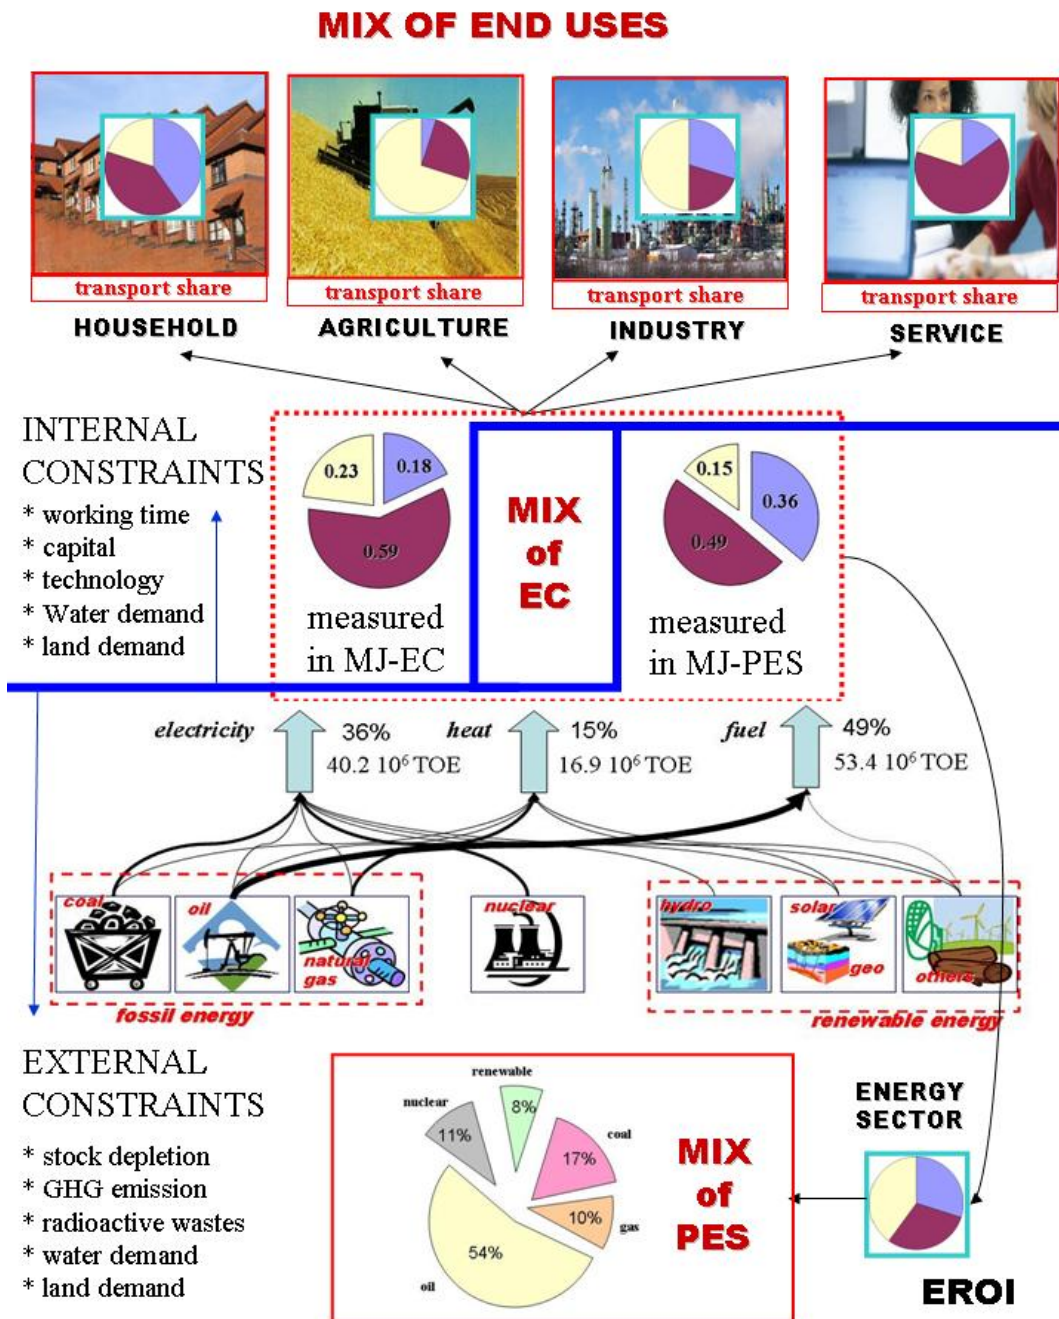 MIX OF END USES
transport share
transport share
transport share
transport share
HOUSEHOLD
AGRICULTURE
INDUSTRY
SERVICE
INTERNAL
CONSTRAINTS
* working time
* capital
* technology
* Water demand
* land demand
0.23
0.18
0.59
measured
in MJ-EC
MIX
of
EC
0.15
0.36
0.49
measured
in MJ-PES
electricity
36%
40.2 10⁶ TOE
heat
15%
16.9 10⁶ TOE
fuel
49%
53.4 10⁶ TOE
coal
oil
natural
gas
nuclear
hydro
solar
geo
others
fossil energy
renewable energy
EXTERNAL
CONSTRAINTS
* stock depletion
* GHG emission
* radioactive wastes
* water demand
* land demand
renewable
8%
nuclear
11%
coal
17%
10%
gas
54%
oil
MIX
of
PES
ENERGY
SECTOR
EROI